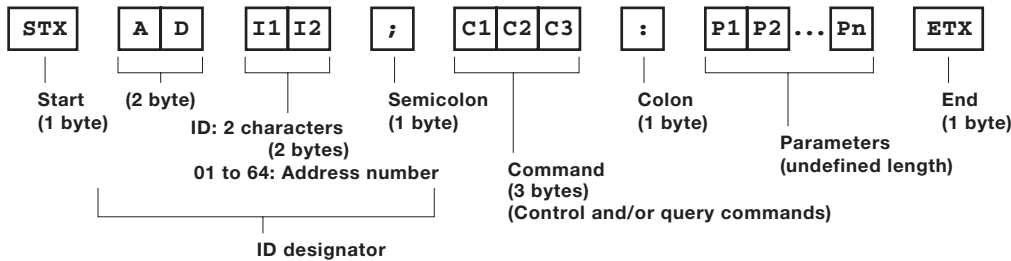 STX A D I1 I2 ; C1 C2 C3 : P1 P2 ... Pn ETX
Start (2 byte) Semicolon Colon End
(1 byte) (1 byte) (1 byte) (1 byte)
ID: 2 characters
(2 bytes)
01 to 64: Address number
Parameters
(undefined length)
Command
(3 bytes)
(Control and/or query commands)
ID designator